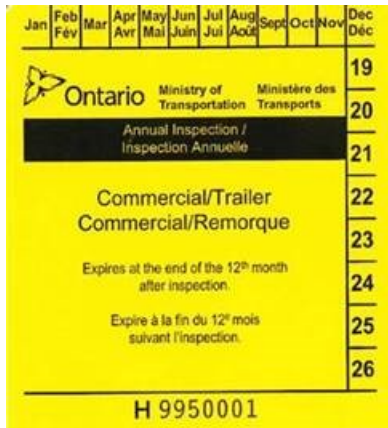 Jan Feb Mar Apr May Jun Jul Aug Sept Oct Nov Dec
Fév Avr Mai Juin Jui Août Déc
19
Ontario Ministry of Ministère des
Transportation Transports
20
Annual Inspection /
Inspection Annuelle
21
Commercial/Trailer
22
Commercial/Remorque
23
Expires at the end of the 12th month
after inspection.
24
Expire à la fin du 12e mois
suivant l'inspection.
25
26
H 9950001